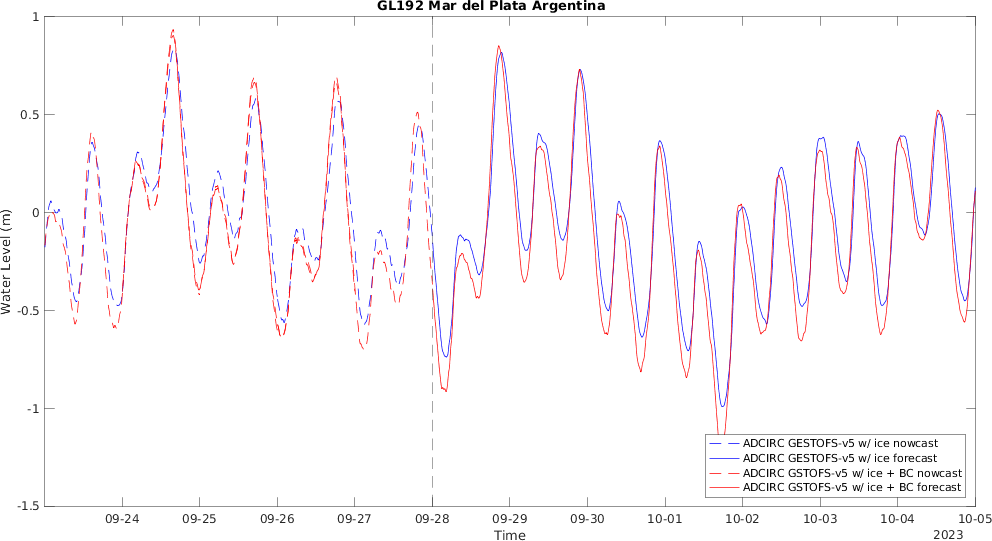 GL192 Mar del Plata Argentina
Water Level (m)
1
0.5
0
-0.5
-1
-1.5
ADCIRC GESTOFS-v5 w/ ice nowcast
ADCIRC GESTOFS-v5 w/ ice forecast
ADCIRC GSTOFS-v5 w/ ice + BC nowcast
ADCIRC GSTOFS-v5 w/ ice + BC forecast
09-24 09-25 09-26 09-27 09-28 09-29 09-30 10-01 10-02 10-03 10-04 10-05
Time
2023